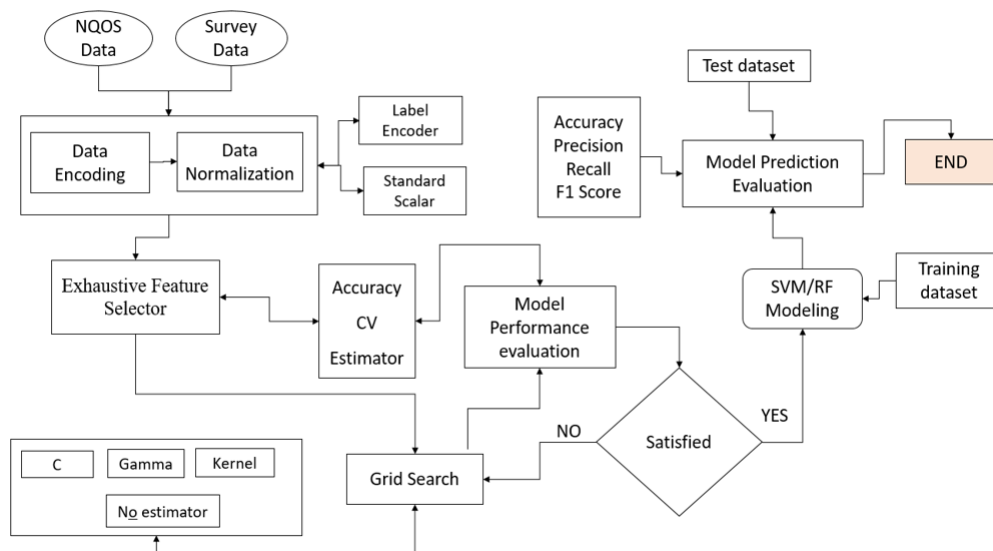 NQOS
Data
Survey
Data
Data
Encoding
Data
Normalization
Label
Encoder
Standard
Scalar
Exhaustive Feature
Selector
Accuracy
CV
Estimator
Model
Performance
evaluation
Grid Search
C
Gamma
Kernel
No estimator
NO
Satisfied
YES
SVM/RF
Modeling
Training
dataset
Test dataset
Accuracy
Precision
Recall
F1 Score
Model Prediction
Evaluation
END